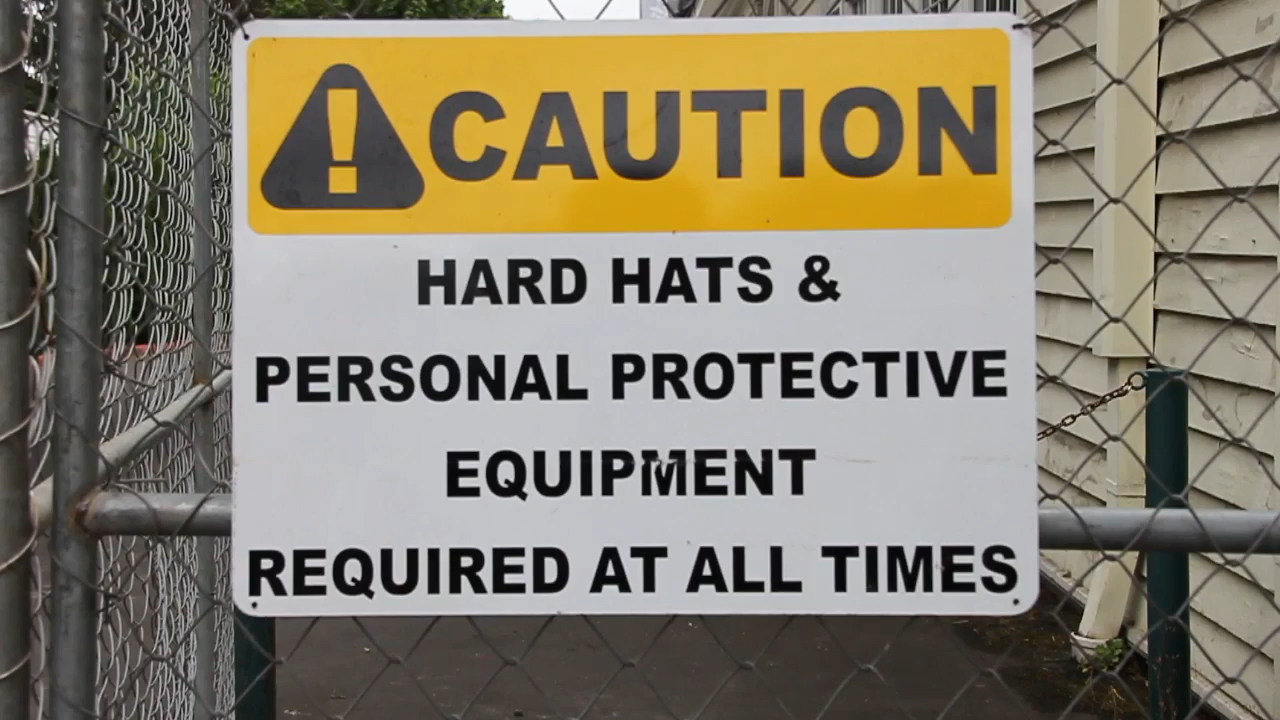 CAUTION
HARD HATS &
PERSONAL PROTECTIVE
EQUIPMENT
REQUIRED AT ALL TIMES